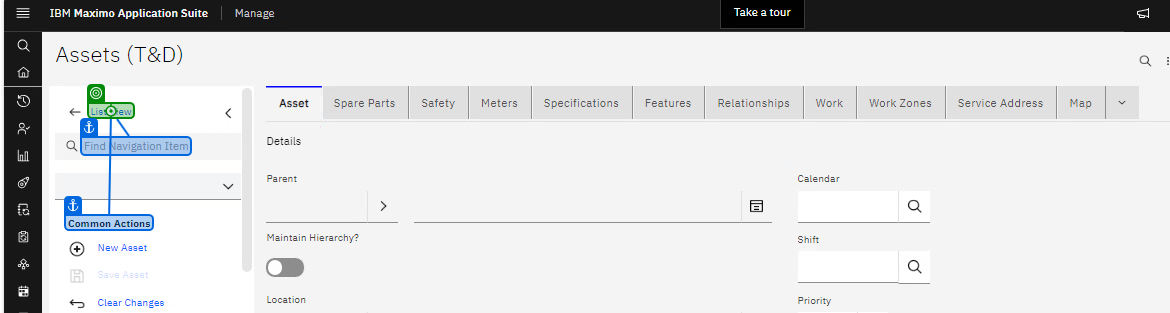 IBM Maximo Application Suite
Manage
Take a tour
Assets (T&D)
List View
Find Navigation Item
Common Actions
New Asset
Save Asset
Clear Changes
Asset
Spare Parts
Safety
Meters
Specifications
Features
Relationships
Work
Work Zones
Service Address
Map
Details
Parent
Calendar
Maintain Hierarchy?
Shift
Location
Priority